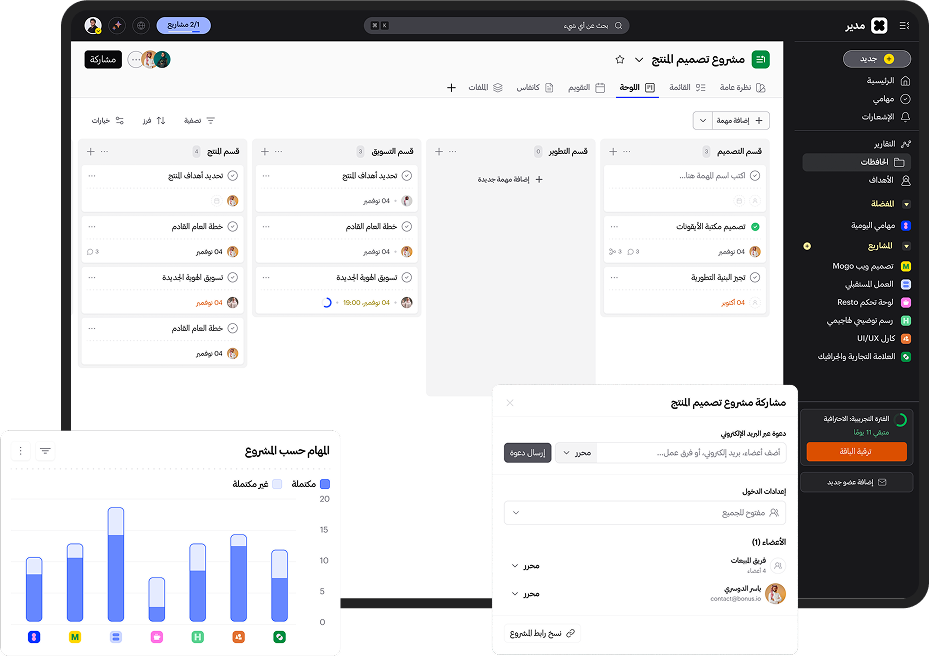 مدير
بحث عن أي شيء
⌘ K
2/1 مشاريع
جديد
الرئيسية
مهامي
الإشعارات
التقارير
الحافظات
الأهداف
المفضلة
مهامي اليومية
المشاريع
تصميم ويب Mogo
العمل المستقبلي
لوحة تحكم Resto
رسم توضيحي هاجيمي
كارل UI/UX
العلامة التجارية والجرافيك
الفترة التجريبية: الاحترافية
متبقي 11 يومًا
ترقية الباقة
إضافة عضو جديد
مشروع تصميم المنتج
مشاركة
نظرة عامة
القائمة
اللوحة
التقويم
كانفاس
الملفات
إضافة مهمة
تصفية
فرز
خيارات
قسم التصميم 3
اكتب اسم المهمة هنا...
تصميم مكتبة الأيقونات
04 نوفمبر 3 3
تجيز البنية التطورية
04 أكتوبر
قسم التطوير 0
إضافة مهمة جديدة
قسم التسويق 3
تحديد أهداف المنتج
04 نوفمبر
خطة العام القادم
04 نوفمبر
تسويق الهوية الجديدة
04 نوفمبر, 19:00
قسم المنتج 4
تحديد أهداف المنتج
خطة العام القادم
04 نوفمبر 3
تسويق الهوية الجديدة
04 نوفمبر
خطة العام القادم
04 نوفمبر
مشاركة مشروع تصميم المنتج
دعوة عبر البريد الإلكتروني
أضف أعضاء، بريد إلكتروني، أو فرق عمل...
محرر
إرسال دعوة
إعدادات الدخول
مفتوح للجميع
الأعضاء (1)
فريق المبيعات
4 أعضاء
محرر
ياسر الدوسري
contact@bonus.io
محرر
نسخ رابط المشروع
المهام حسب المشروع
مكتملة
غير مكتملة
20
15
10
5
0
M
H